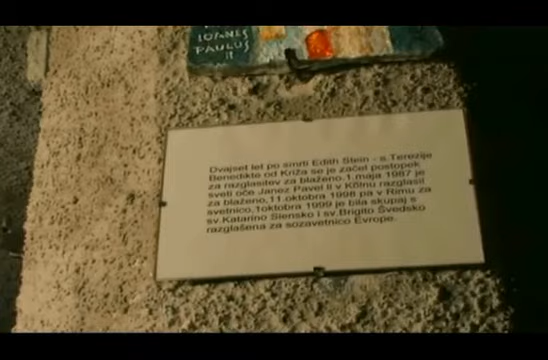 IOANES
PAULUS
II
Dvajset let po smrti Edith Stein - s.Terezije
Benedikte od Križa se je začel postopek
za razglasitev za blaženo.1.maja 1987 je
sveti oče Janez Pavel II v Kölnu razglasil
za blaženo,11.oktobra 1998 pa v Rimu za
svetnico,1oktobra 1999 je bila skupaj s
sv.Katarino Siensko i sv.Brigito Švedsko
razglašena za sozavetnico Evrope.